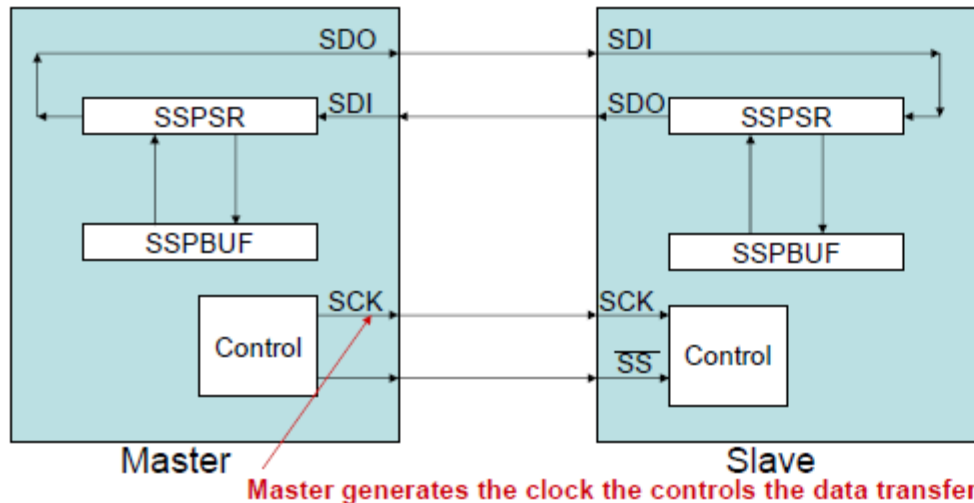 SDO SDI
SDI SDO
SSPSR SSPSR
SSPBUF SSPBUF
SCK SCK
Control Control
SS
Master Slave
Master generates the clock the controls the data transfer